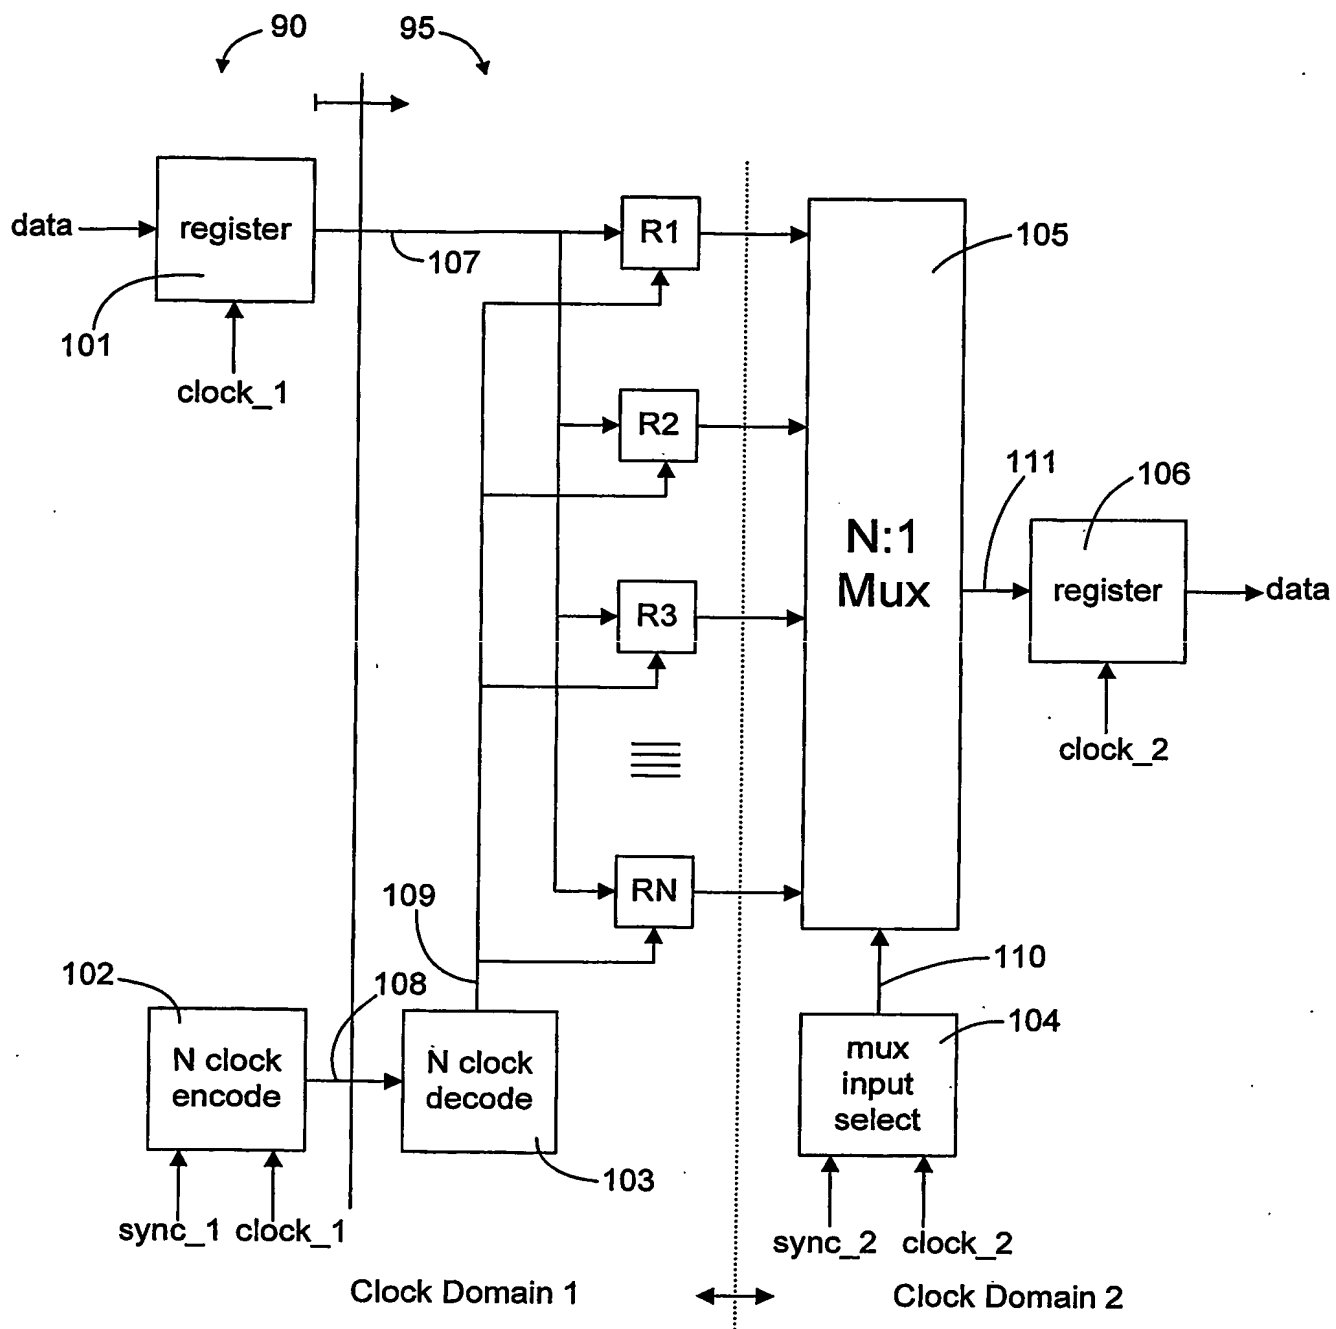 90
95
data
register
R1
105
107
101
clock_1
R2
111
106
N:1
Mux
register
data
R3
clock_2
RN
109
102
108
110
104
N clock
encode
N clock
decode
mux
input
select
103
sync_1
clock_1
sync_2
clock_2
Clock Domain 1
Clock Domain 2